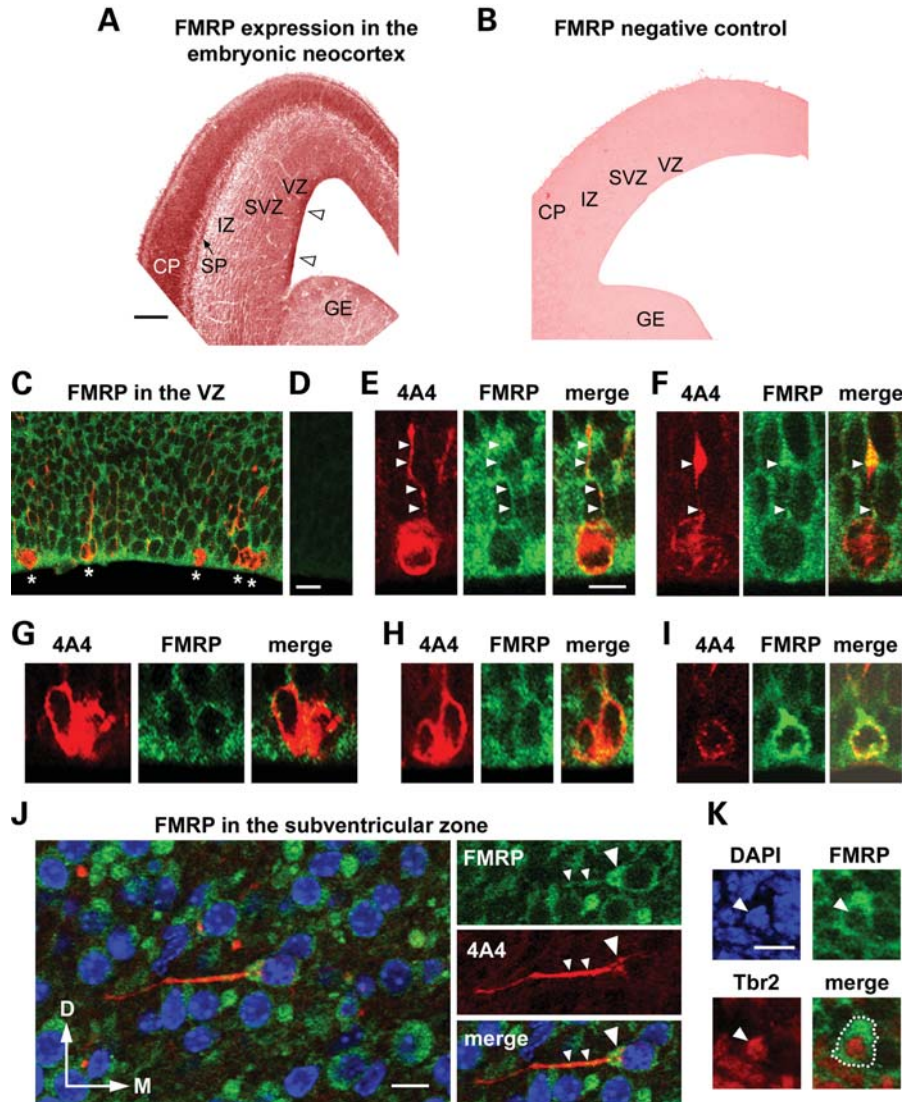 A
FMRP expression in the
embryonic neocortex
B
FMRP negative control
VZ
SVZ
IZ
SP
CP
GE
VZ
SVZ
IZ
CP
GE
C
FMRP in the VZ
D
E
4A4
FMRP
merge
F
4A4
FMRP
merge
* * * * *
G
4A4
FMRP
merge
H
4A4
FMRP
merge
I
4A4
FMRP
merge
J
FMRP in the subventricular zone
D
M
FMRP
4A4
merge
K
DAPI
FMRP
Tbr2
merge